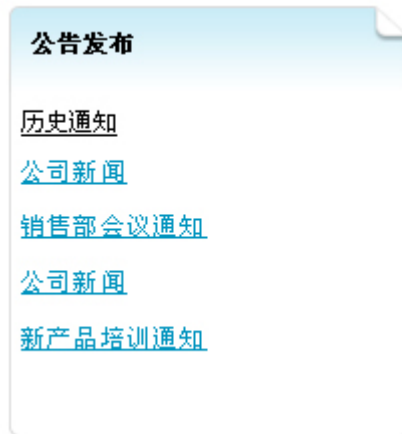 公告发布
历史通知
公司新闻
销售部会议通知
公司新闻
新产品培训通知